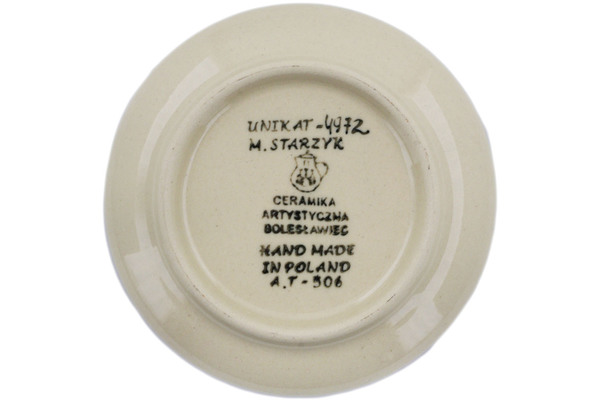 UNIKAT-4972
M. STARZYK
CERAMIKA
ARTYSTYCZNA
BOLESŁAWIEC
HAND MADE
IN POLAND
A.T-306